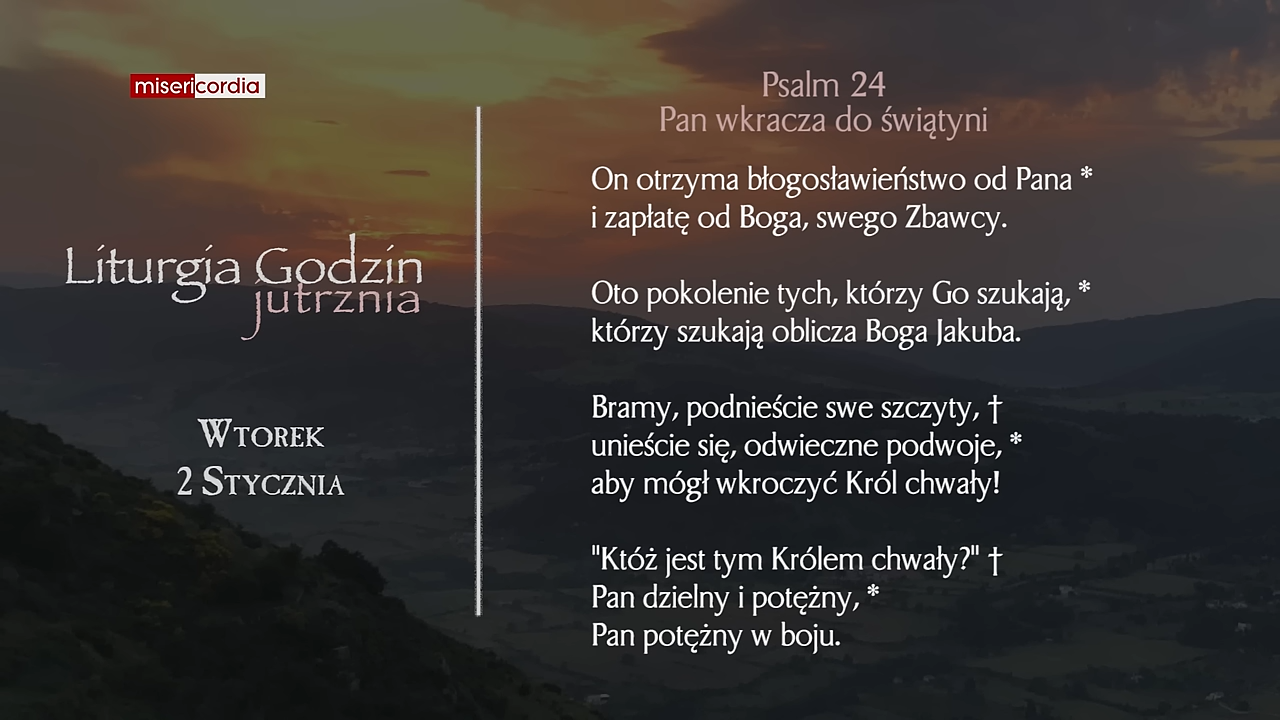 misericordia
Liturgia Godzin
jutrznia
Wtorek
2 Stycznia
Psalm 24
Pan wkracza do świątyni
On otrzyma błogosławieństwo od Pana *
i zapłatę od Boga, swego Zbawcy.
Oto pokolenie tych, którzy Go szukają, *
którzy szukają oblicza Boga Jakuba.
Bramy, podnieście swe szczyty, †
unieście się, odwieczne podwoje, *
aby mógł wkroczyć Król chwały!
"Któż jest tym Królem chwały?" †
Pan dzielny i potężny, *
Pan potężny w boju.